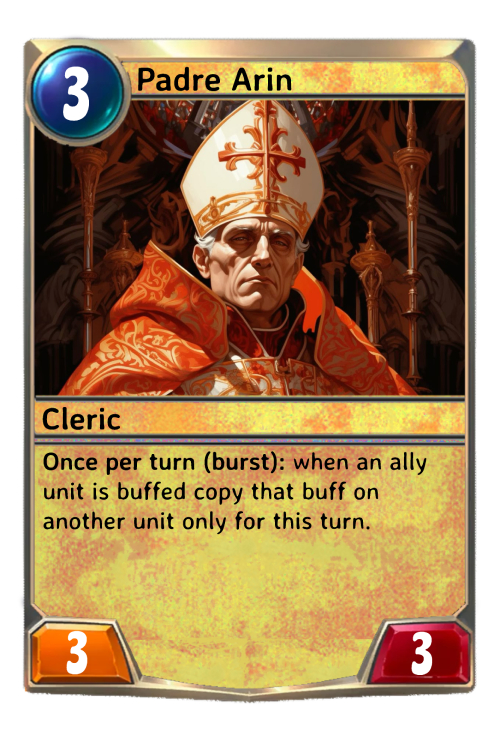 3
Padre Arin
Cleric
Once per turn (burst): when an ally
unit is buffed copy that buff on
another unit only for this turn.
3
3